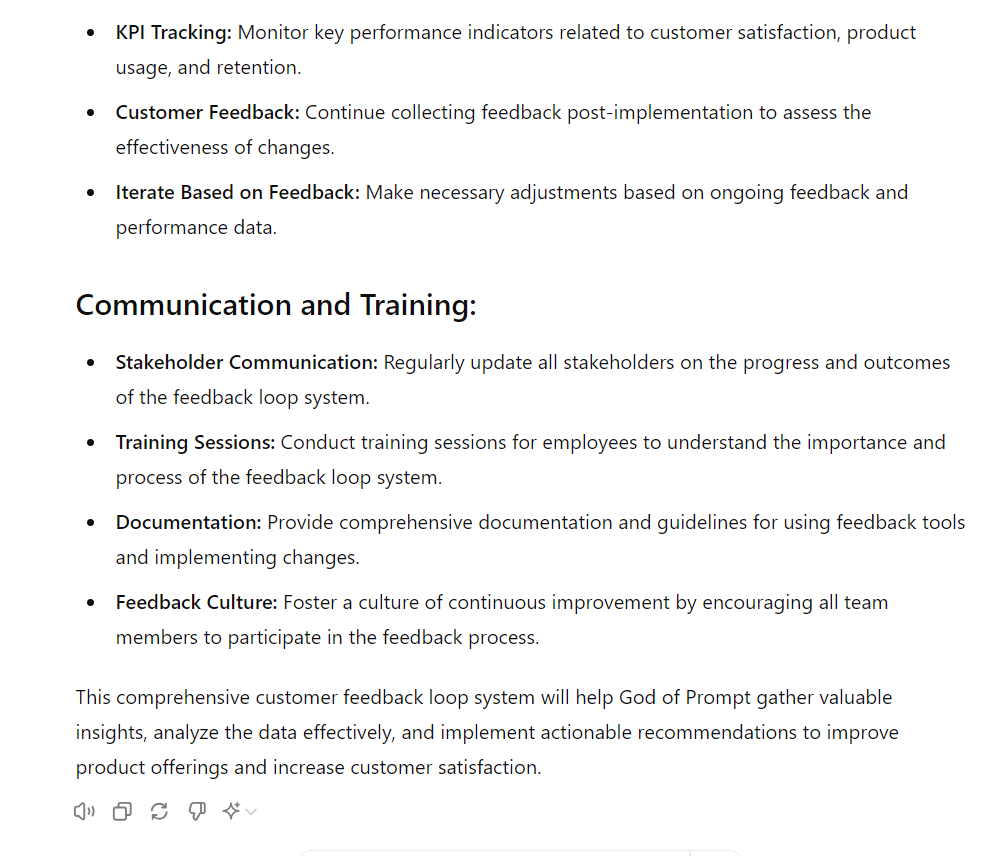 • KPI Tracking: Monitor key performance indicators related to customer satisfaction, product
usage, and retention.
• Customer Feedback: Continue collecting feedback post-implementation to assess the
effectiveness of changes.
• Iterate Based on Feedback: Make necessary adjustments based on ongoing feedback and
performance data.
Communication and Training:
• Stakeholder Communication: Regularly update all stakeholders on the progress and outcomes
of the feedback loop system.
• Training Sessions: Conduct training sessions for employees to understand the importance and
process of the feedback loop system.
• Documentation: Provide comprehensive documentation and guidelines for using feedback tools
and implementing changes.
• Feedback Culture: Foster a culture of continuous improvement by encouraging all team
members to participate in the feedback process.
This comprehensive customer feedback loop system will help God of Prompt gather valuable
insights, analyze the data effectively, and implement actionable recommendations to improve
product offerings and increase customer satisfaction.